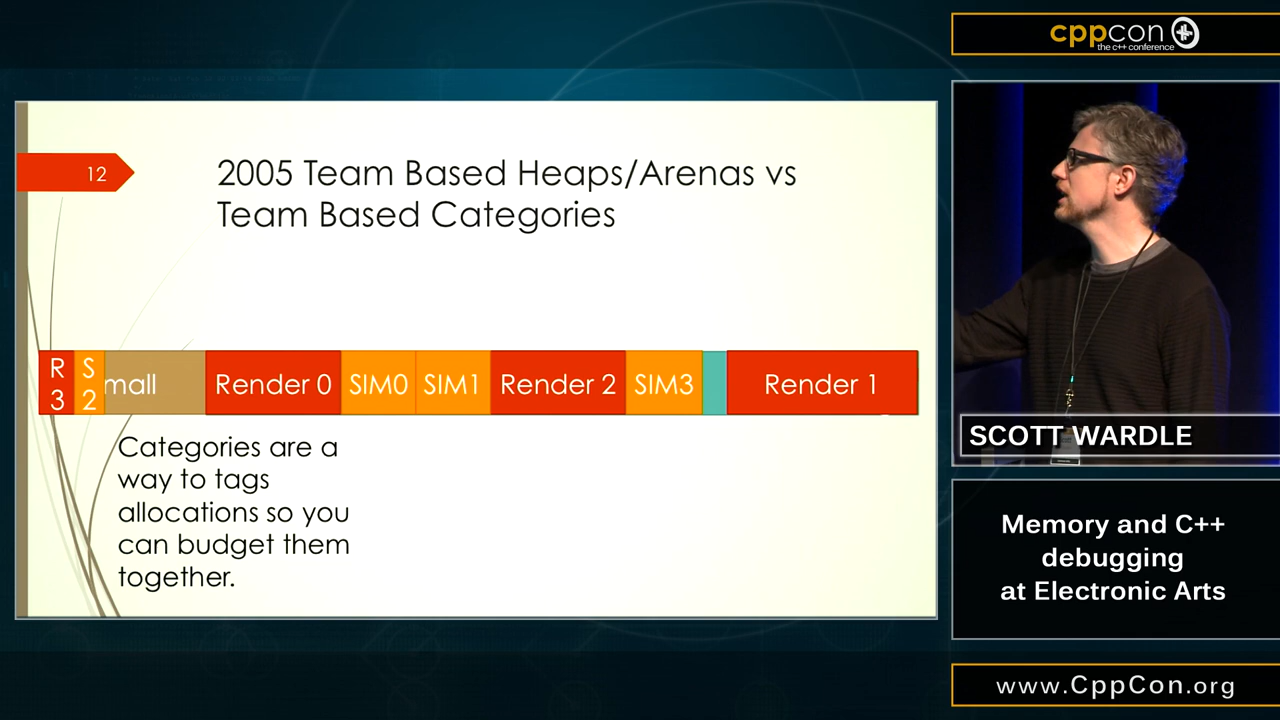 cppcon
the c++ conference
12
2005 Team Based Heaps/Arenas vs
Team Based Categories
R
3
S
2
mall
Render 0
SIM0
SIM1
Render 2
SIM3
Render 1
Categories are a
way to tags
allocations so you
can budget them
together.
SCOTT WARDLE
Memory and C++
debugging
at Electronic Arts
www.CppCon.org